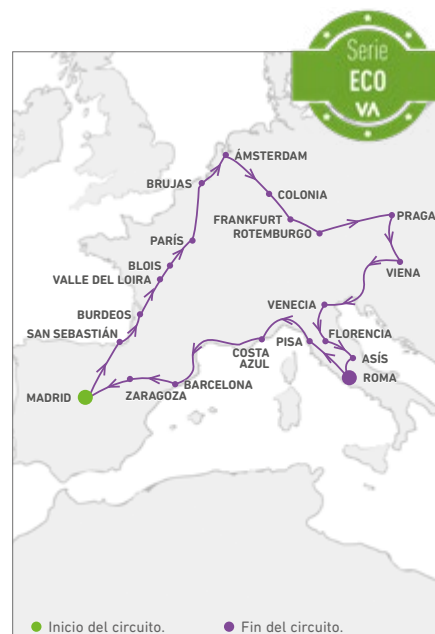 Serie
ECO
VA
ÁMSTERDAM
BRUJAS
COLONIA
FRANKFURT
ROTEMBURGO
PRAGA
PARÍS
BLOIS
VALLE DEL LOIRA
VIENA
BURDEOS
VENECIA
SAN SEBASTIÁN
FLORENCIA
PISA
COSTA
AZUL
ASÍS
ROMA
MADRID
BARCELONA
ZARAGOZA
Inicio del circuito.
Fin del circuito.